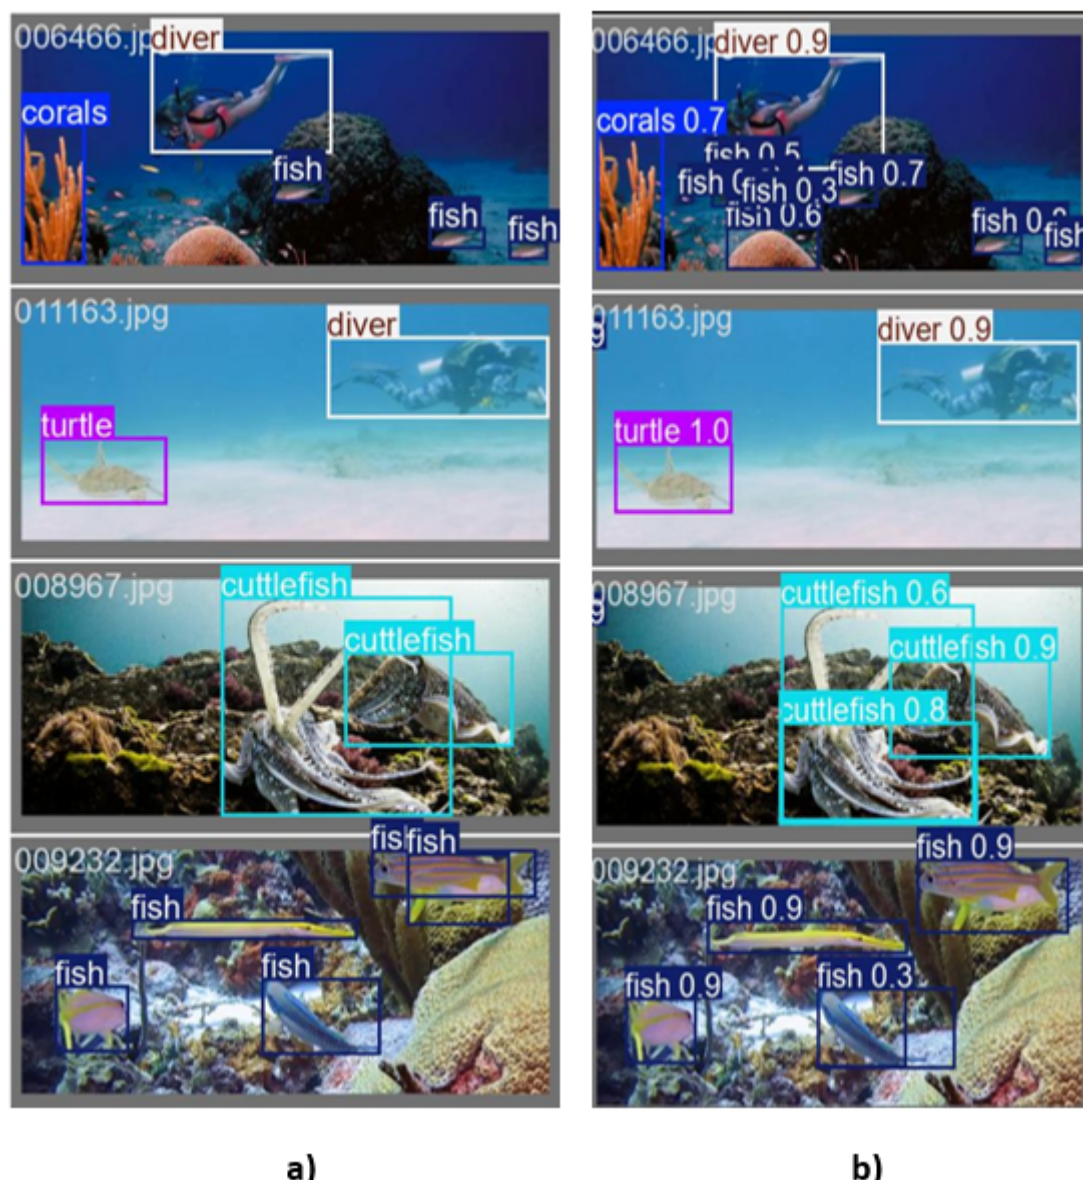 006466.jp
diver
corals
fish
fish
fish
011163.jpg
diver
turtle
008967.jpg
cuttlefish
cuttlefish
009232.jpg
fis
fish
fish
fish
fish
a)
006466.jp
diver 0.9
corals 0.7
fish 0.5
fish
fish 0.3
fish 0.7
fish 0.6
fish 0.
fish
011163.jpg
diver 0.9
turtle 1.0
008967.jpg
cuttlefish 0.6
cuttlefish 0.9
cuttlefish 0.8
009232.jpg
fish 0.9
fish 0.9
fish 0.9
fish 0.3
b)